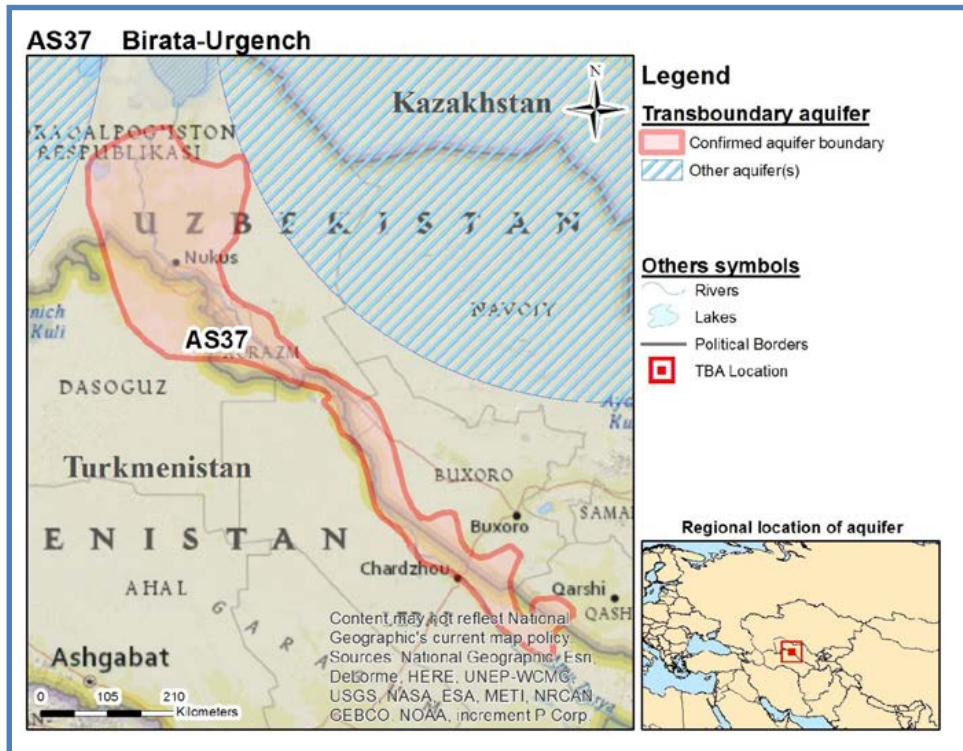 AS37 Birata-Urgench
Kazakhstan
RESPUBLIKASI
UZBEKISTAN
Nukus
NAVOIY
Kuli
AS37
DASOGUZ
Turkmenistan
BUXORO
Buxoro
ENISTAN
Chardzhou
Qarshi
AHAL
Ashgabat
Content may not reflect National
Geographic's current map policy.
Sources: National Geographic, Esri,
DeLorme, HERE, UNEP-WCMC,
USGS, NASA, ESA, METI, NRCAN,
GEBCO, NOAA, increment P Corp.
0 105 210
Kilometers
N
Legend
Transboundary aquifer
Confirmed aquifer boundary
Other aquifer(s)
Others symbols
Rivers
Lakes
Political Borders
TBA Location
Regional location of aquifer